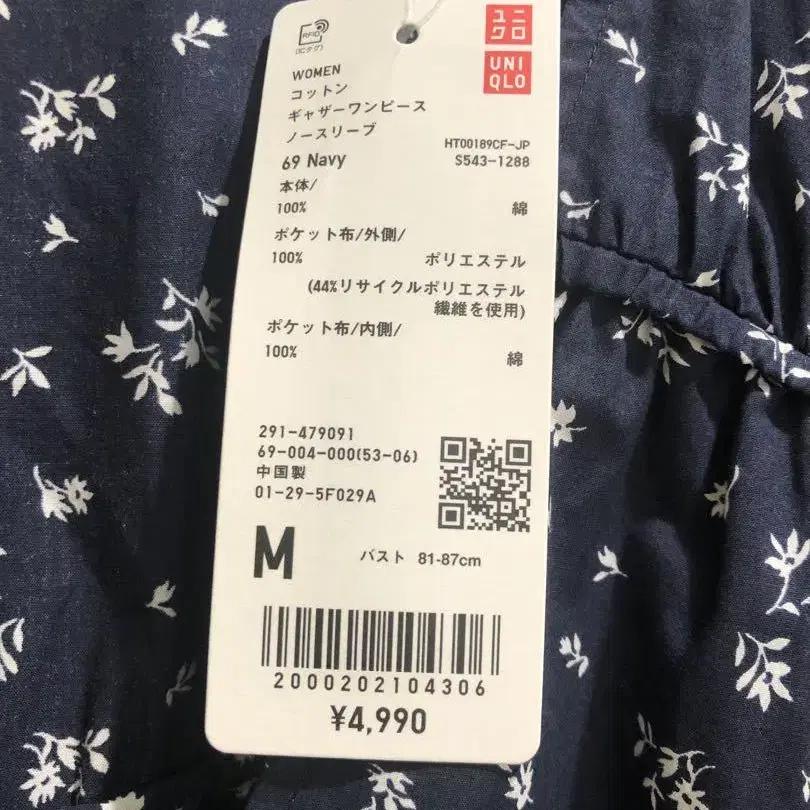 RFID
(ICタグ)
ユニ
クロ
UNI
QLO
WOMEN
コットン
ギャザーワンピース
ノースリーブ
HT00189CF-JP
69 Navy
S543-1288
本体/
100% 綿
ポケット布/外側/
100% ポリエステル
(44%リサイクルポリエステル
繊維を使用)
ポケット布/内側/
100% 綿
291-479091
69-004-000(53-06)
中国製
01-29-5F029A
M バスト 81-87cm
2000202104306
¥4,990